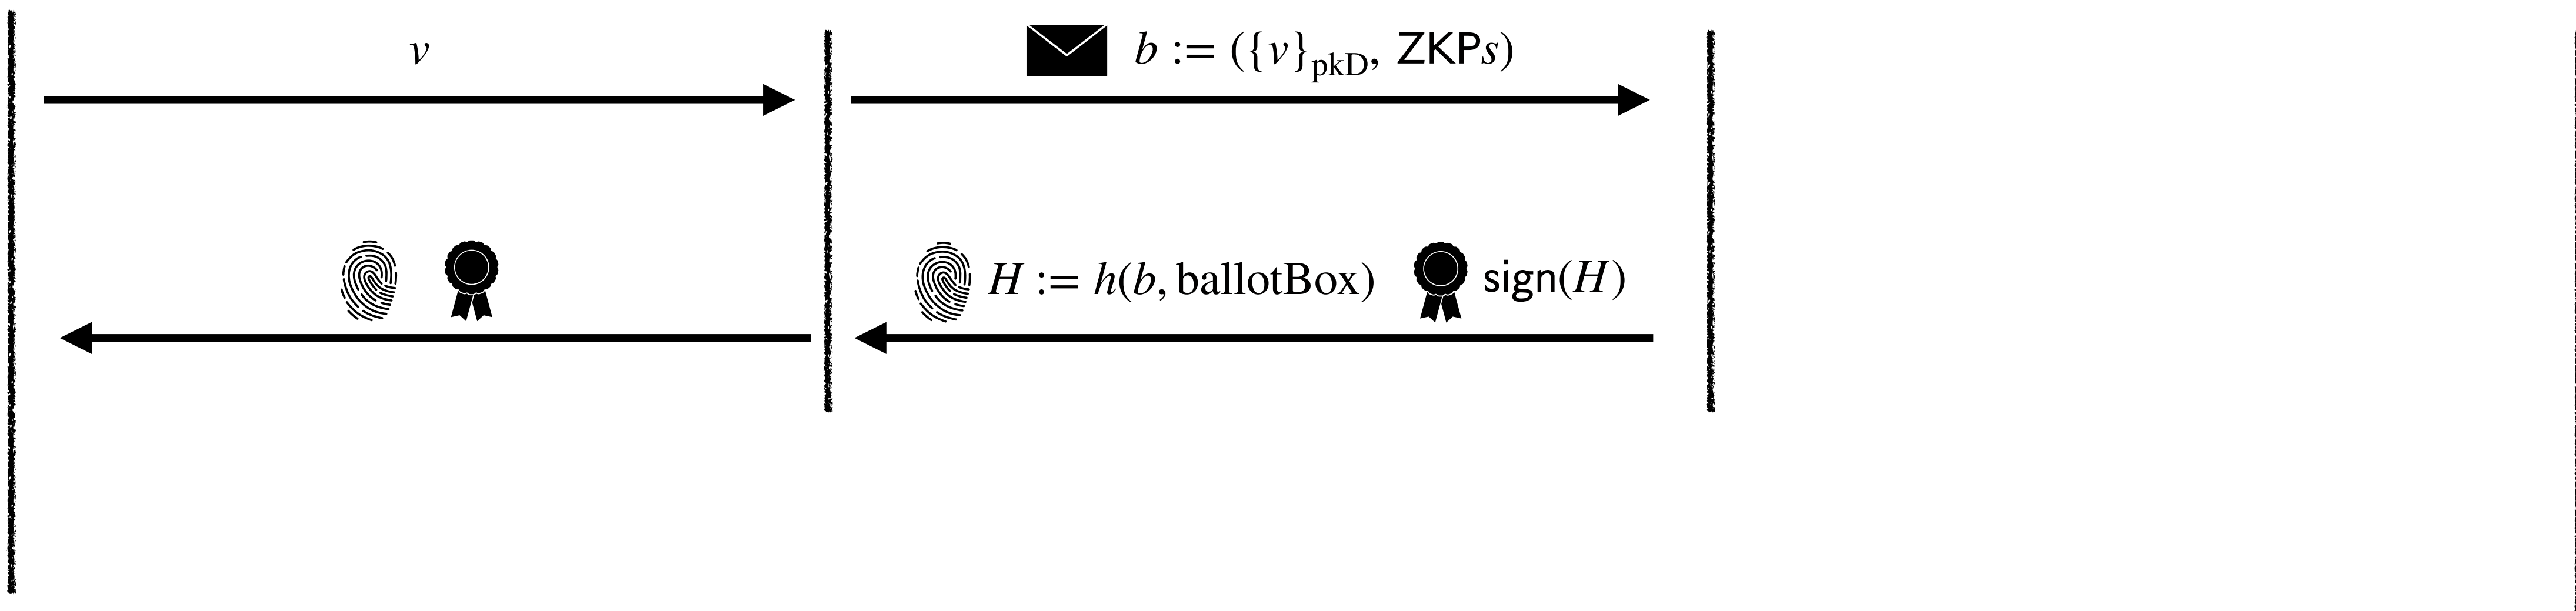 v
b := ({v}pkD, ZKPs)
H := h(b, ballotBox)
sign(H)